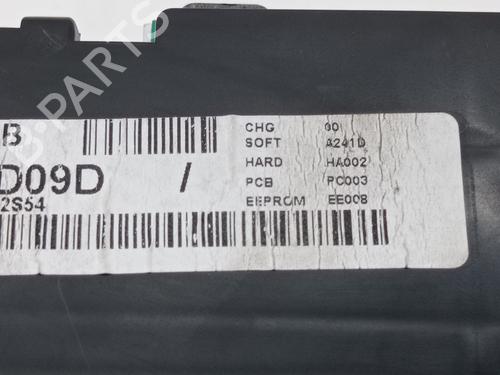 B
CHG 00
SOFT A241D
HARD HA002
PCB PC003
EEPROM EE008
D09D /
2S54
B-PARTS